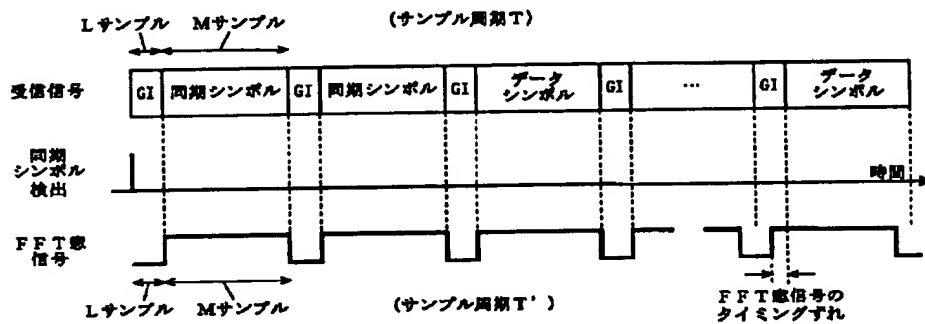 (サンプル周期T)
Lサンプル
Mサンプル
受信信号
GI
同期シンボル
GI
同期シンボル
GI
データ
シンボル
GI
…
GI
データ
シンボル
同期
シンボル
検出
時間
FFT窓
信号
Lサンプル
Mサンプル
(サンプル周期T')
FFT窓信号の
タイミングずれ